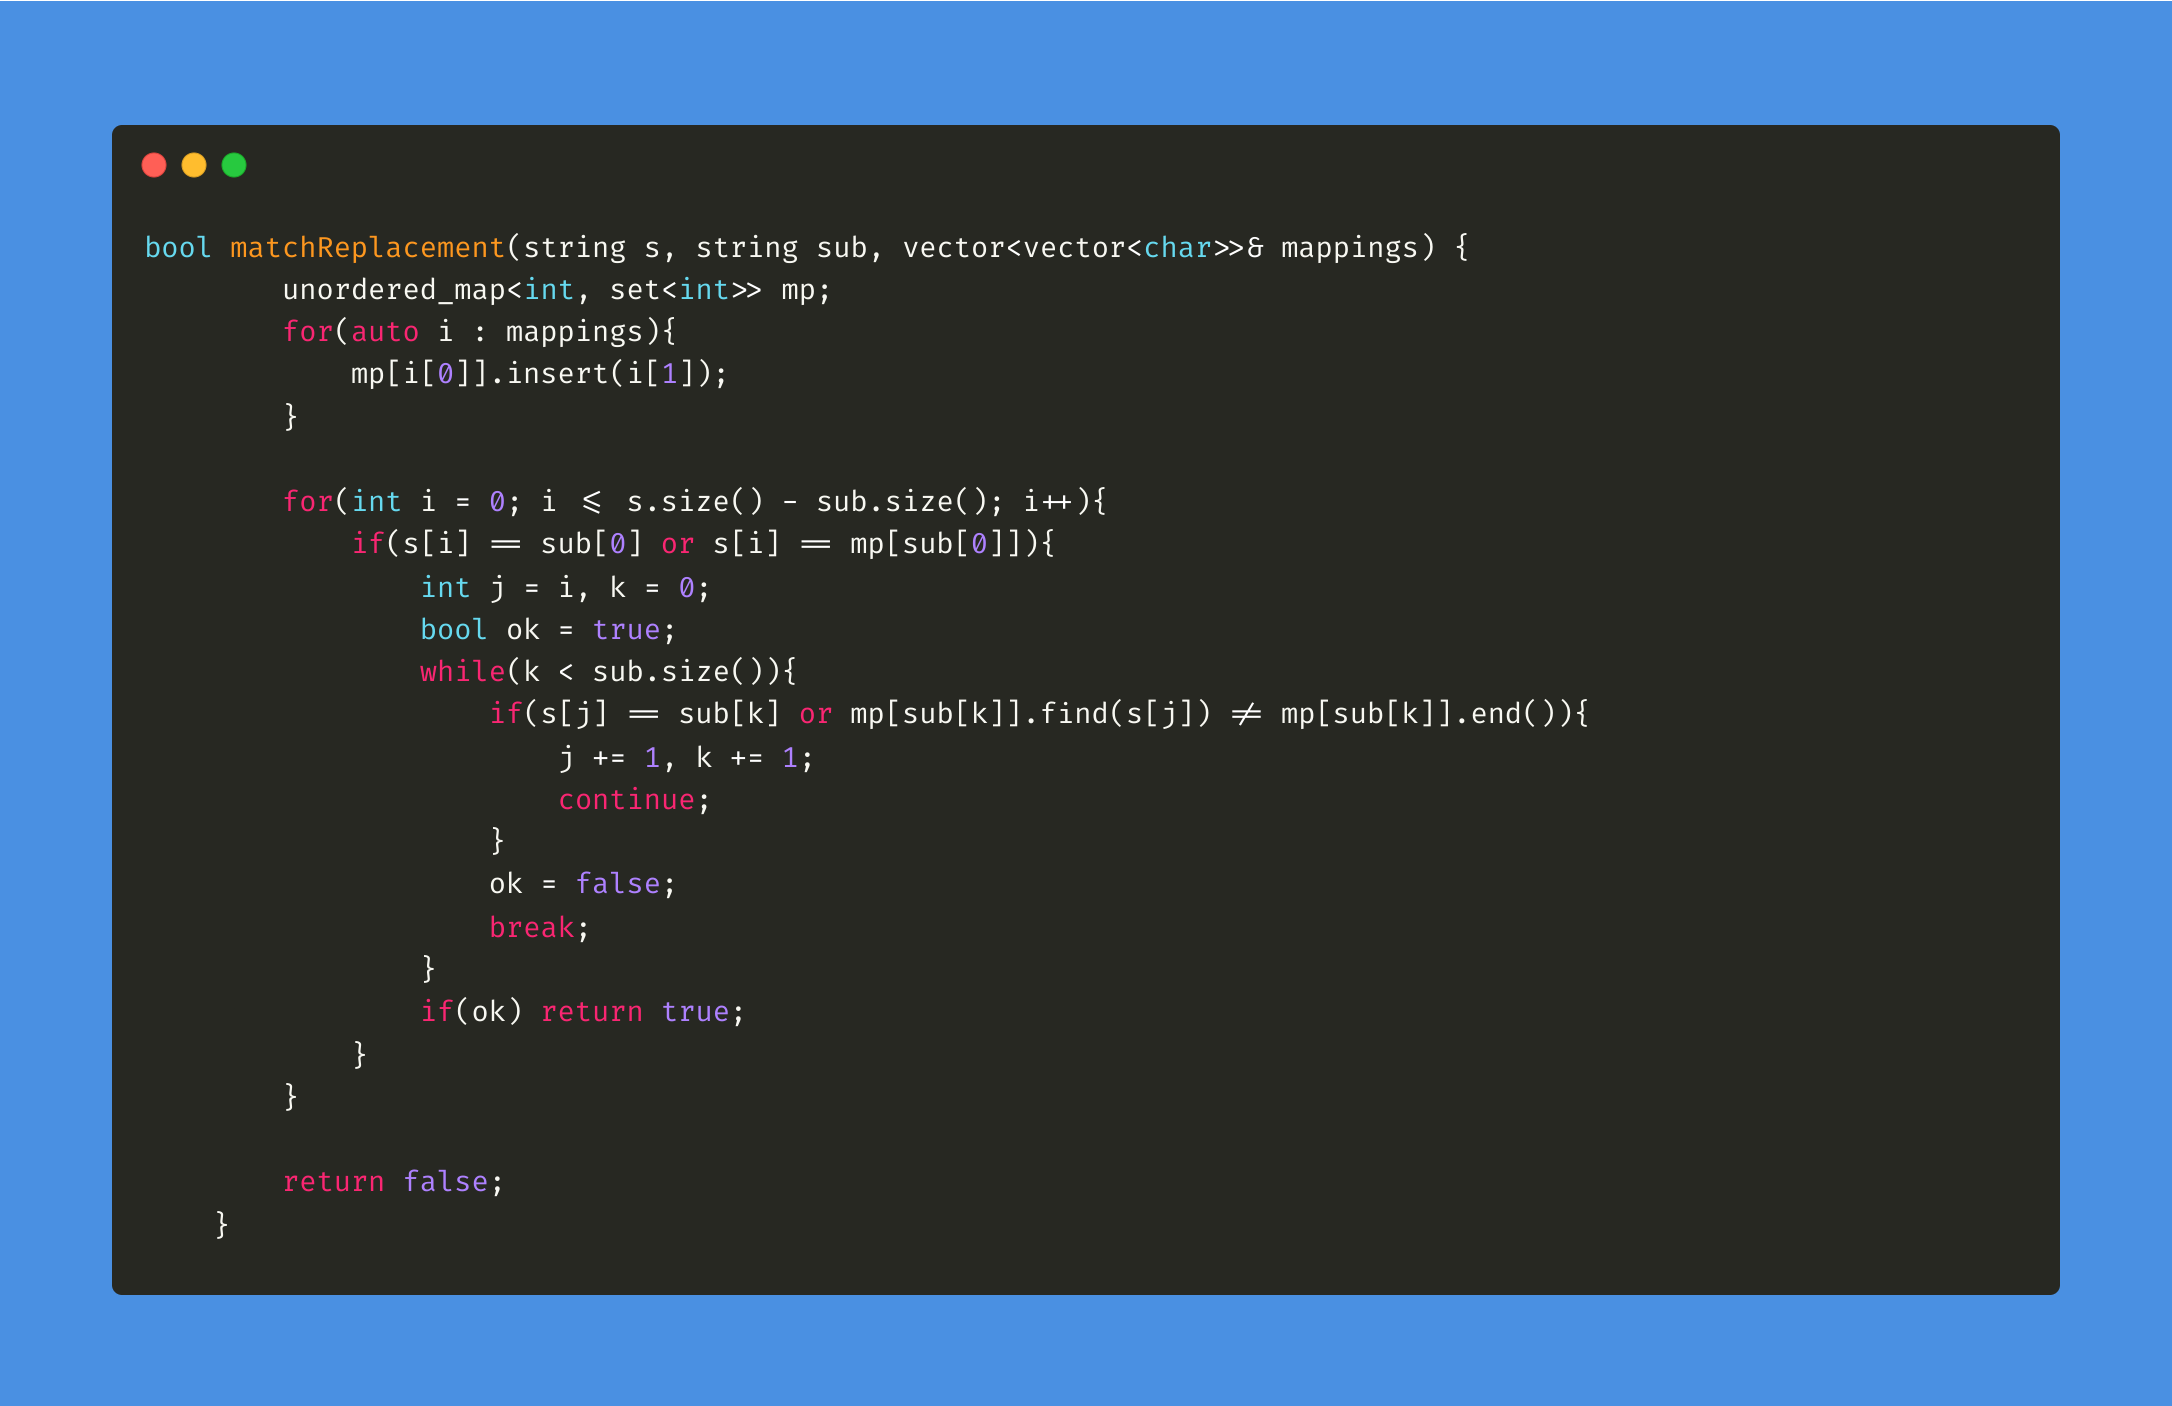 bool matchReplacement(string s, string sub, vector<vector<char>>& mappings) {
        unordered_map<int, set<int>> mp;
        for(auto i : mappings){
            mp[i[0]].insert(i[1]);
        }

        for(int i = 0; i <= s.size() - sub.size(); i++){
            if(s[i] == sub[0] or s[i] == mp[sub[0]]){
                int j = i, k = 0;
                bool ok = true;
                while(k < sub.size()){
                    if(s[j] == sub[k] or mp[sub[k]].find(s[j]) != mp[sub[k]].end()){
                        j += 1, k += 1;
                        continue;
                    }
                    ok = false;
                    break;
                }
                if(ok) return true;
            }
        }

        return false;
    }